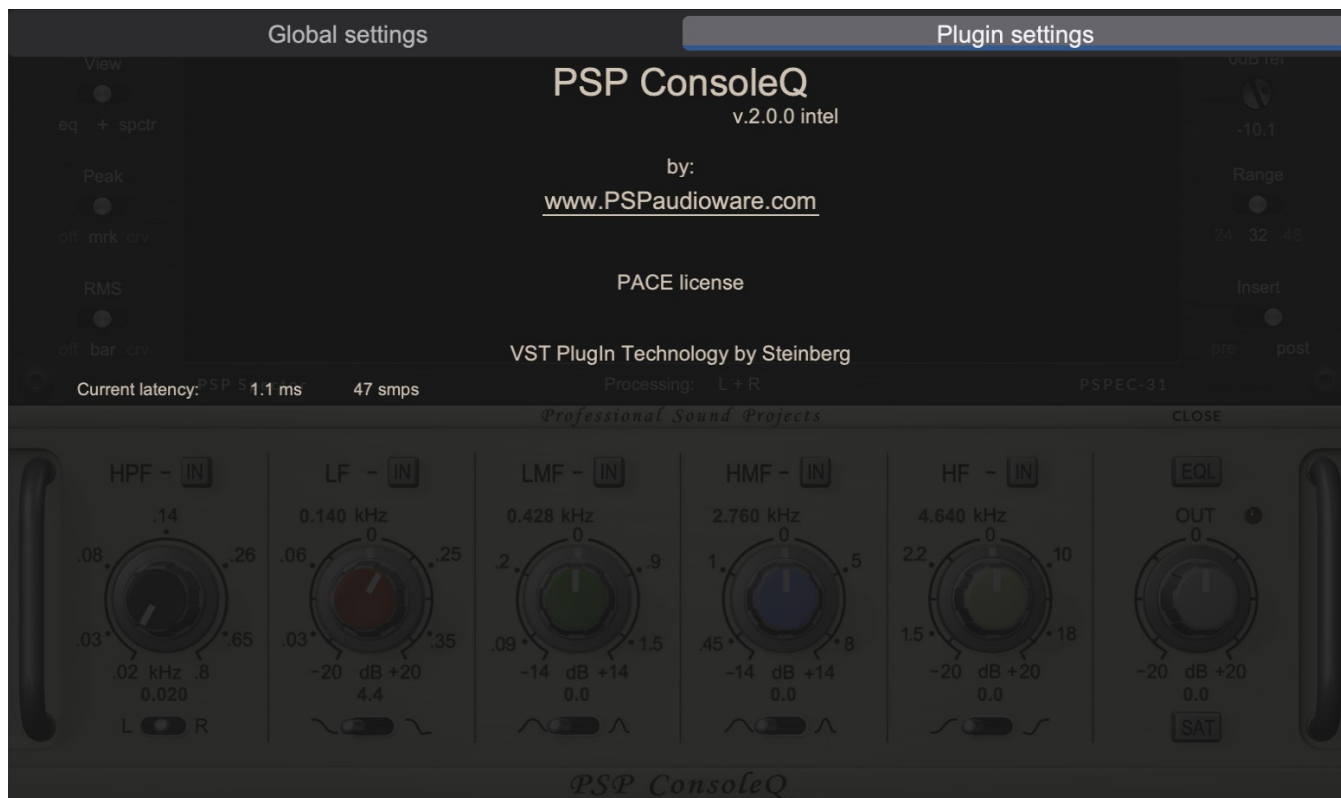 Global settings
Plugin settings
View
0dB ref
PSP ConsoleQ
v.2.0.0 intel
eq + spctr
-10.1
by:
www.PSPaudioware.com
Peak
off mrk crv
Range
24 32 48
PACE license
RMS
off bar crv
Insert
pre post
VST PlugIn Technology by Steinberg
Current latency: 1.1 ms 47 smps
Processing: L + R
PSPEC-31
Professional Sound Projects
CLOSE
HPF - IN
LF - IN
LMF - IN
HMF - IN
HF - IN
EQL
.14
0.140 kHz
0.428 kHz
2.760 kHz
4.640 kHz
OUT
0
0
0
0
0
.08 .26
.06 .25
.2 .9
1 5
2.2 10
.03 .65
.03 .35
.09 1.5
.45 8
1.5 18
.02 kHz .8
-20 dB +20
-14 dB +14
-14 dB +14
-20 dB +20
-20 dB +20
0.020
4.4
0.0
0.0
0.0
0.0
L R
SAT
PSP ConsoleQ